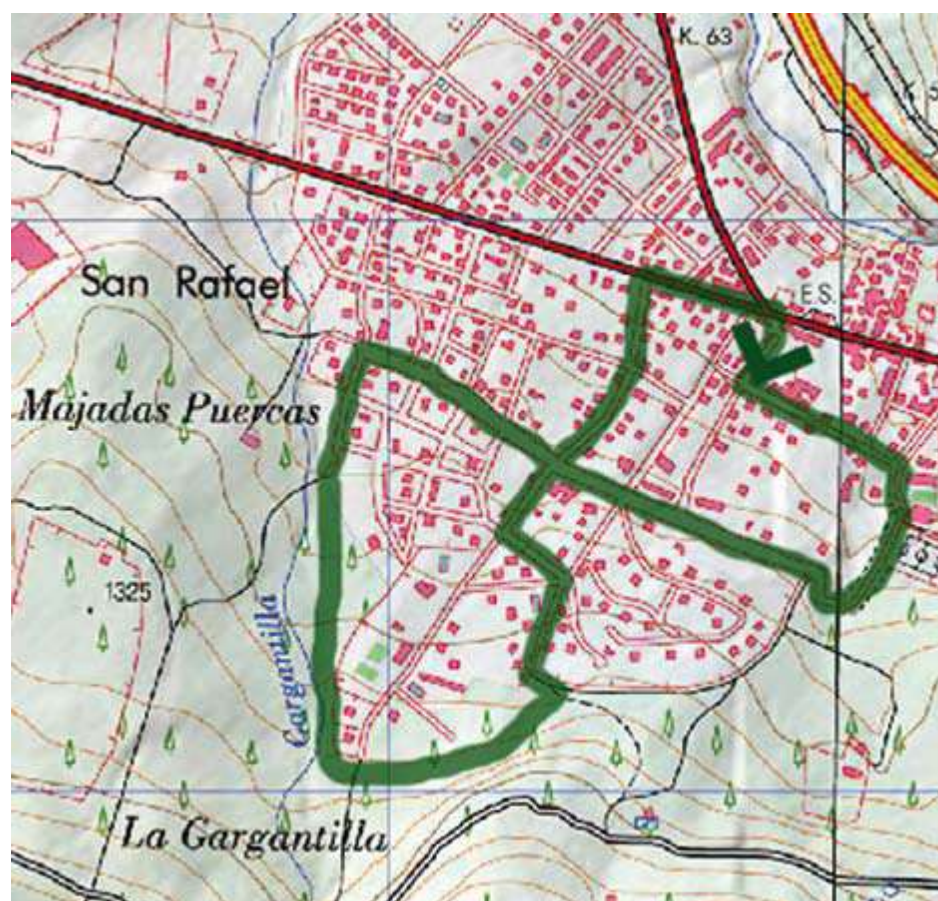 K. 63
San Rafael
E.S.
Majadas Puercas
1325
Gargantilla
La Gargantilla